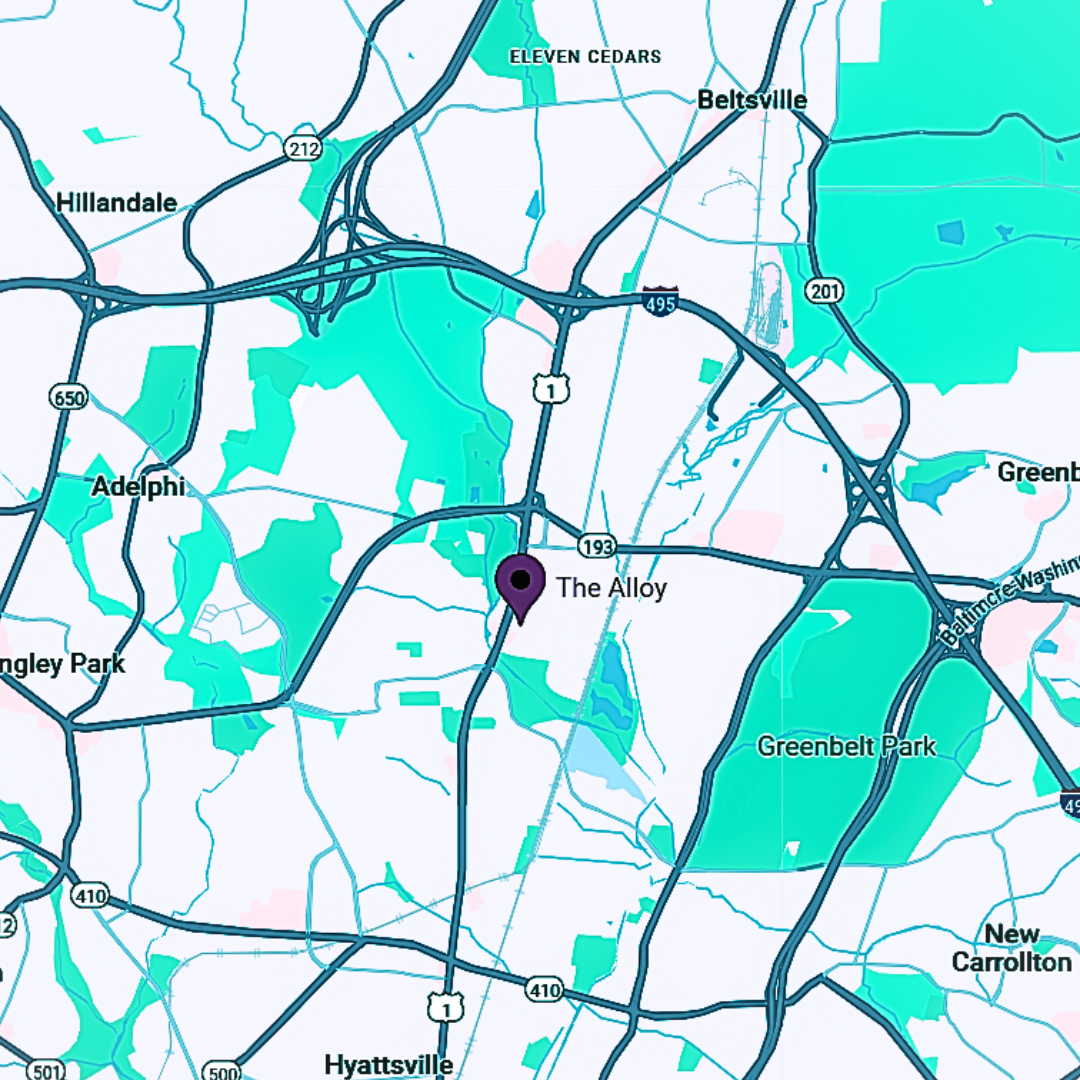 ELEVEN CEDARS
Beltsville
212
Hillandale
495
201
1
650
Adelphi
Greenb
193
The Alloy
Baltimore-Washin
ngley Park
Greenbelt Park
49
410
12
New
Carrollton
410
1
Hyattsville
501
500